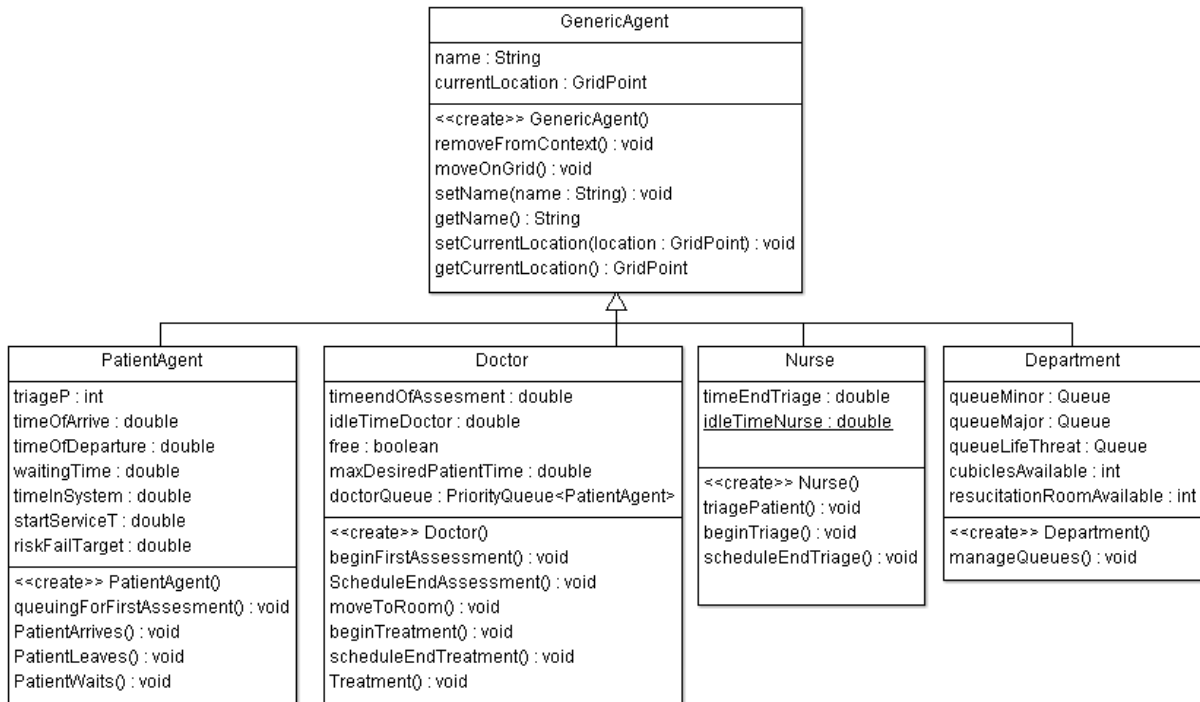 GenericAgent
name : String
currentLocation : GridPoint
<<create>> GenericAgent()
removeFromContext() : void
moveOnGrid() : void
setName(name : String) : void
getName() : String
setCurrentLocation(location : GridPoint) : void
getCurrentLocation() : GridPoint
PatientAgent
triageP : int
timeOfArrive : double
timeOfDeparture : double
waitingTime : double
timeInSystem : double
startServiceT : double
riskFailTarget : double
<<create>> PatientAgent()
queuingForFirstAssesment() : void
PatientArrives() : void
PatientLeaves() : void
PatientWaits() : void
Doctor
timeendOfAssesment : double
idleTimeDoctor : double
free : boolean
maxDesiredPatientTime : double
doctorQueue : PriorityQueue<PatientAgent>
<<create>> Doctor()
beginFirstAssessment() : void
ScheduleEndAssessment() : void
moveToRoom() : void
beginTreatment() : void
scheduleEndTreatment() : void
Treatment() : void
Nurse
timeEndTriage : double
idleTimeNurse : double
<<create>> Nurse()
triagePatient() : void
beginTriage() : void
scheduleEndTriage() : void
Department
queueMinor : Queue
queueMajor : Queue
queueLifeThreat : Queue
cubiclesAvailable : int
resucitationRoomAvailable : int
<<create>> Department()
manageQueues() : void